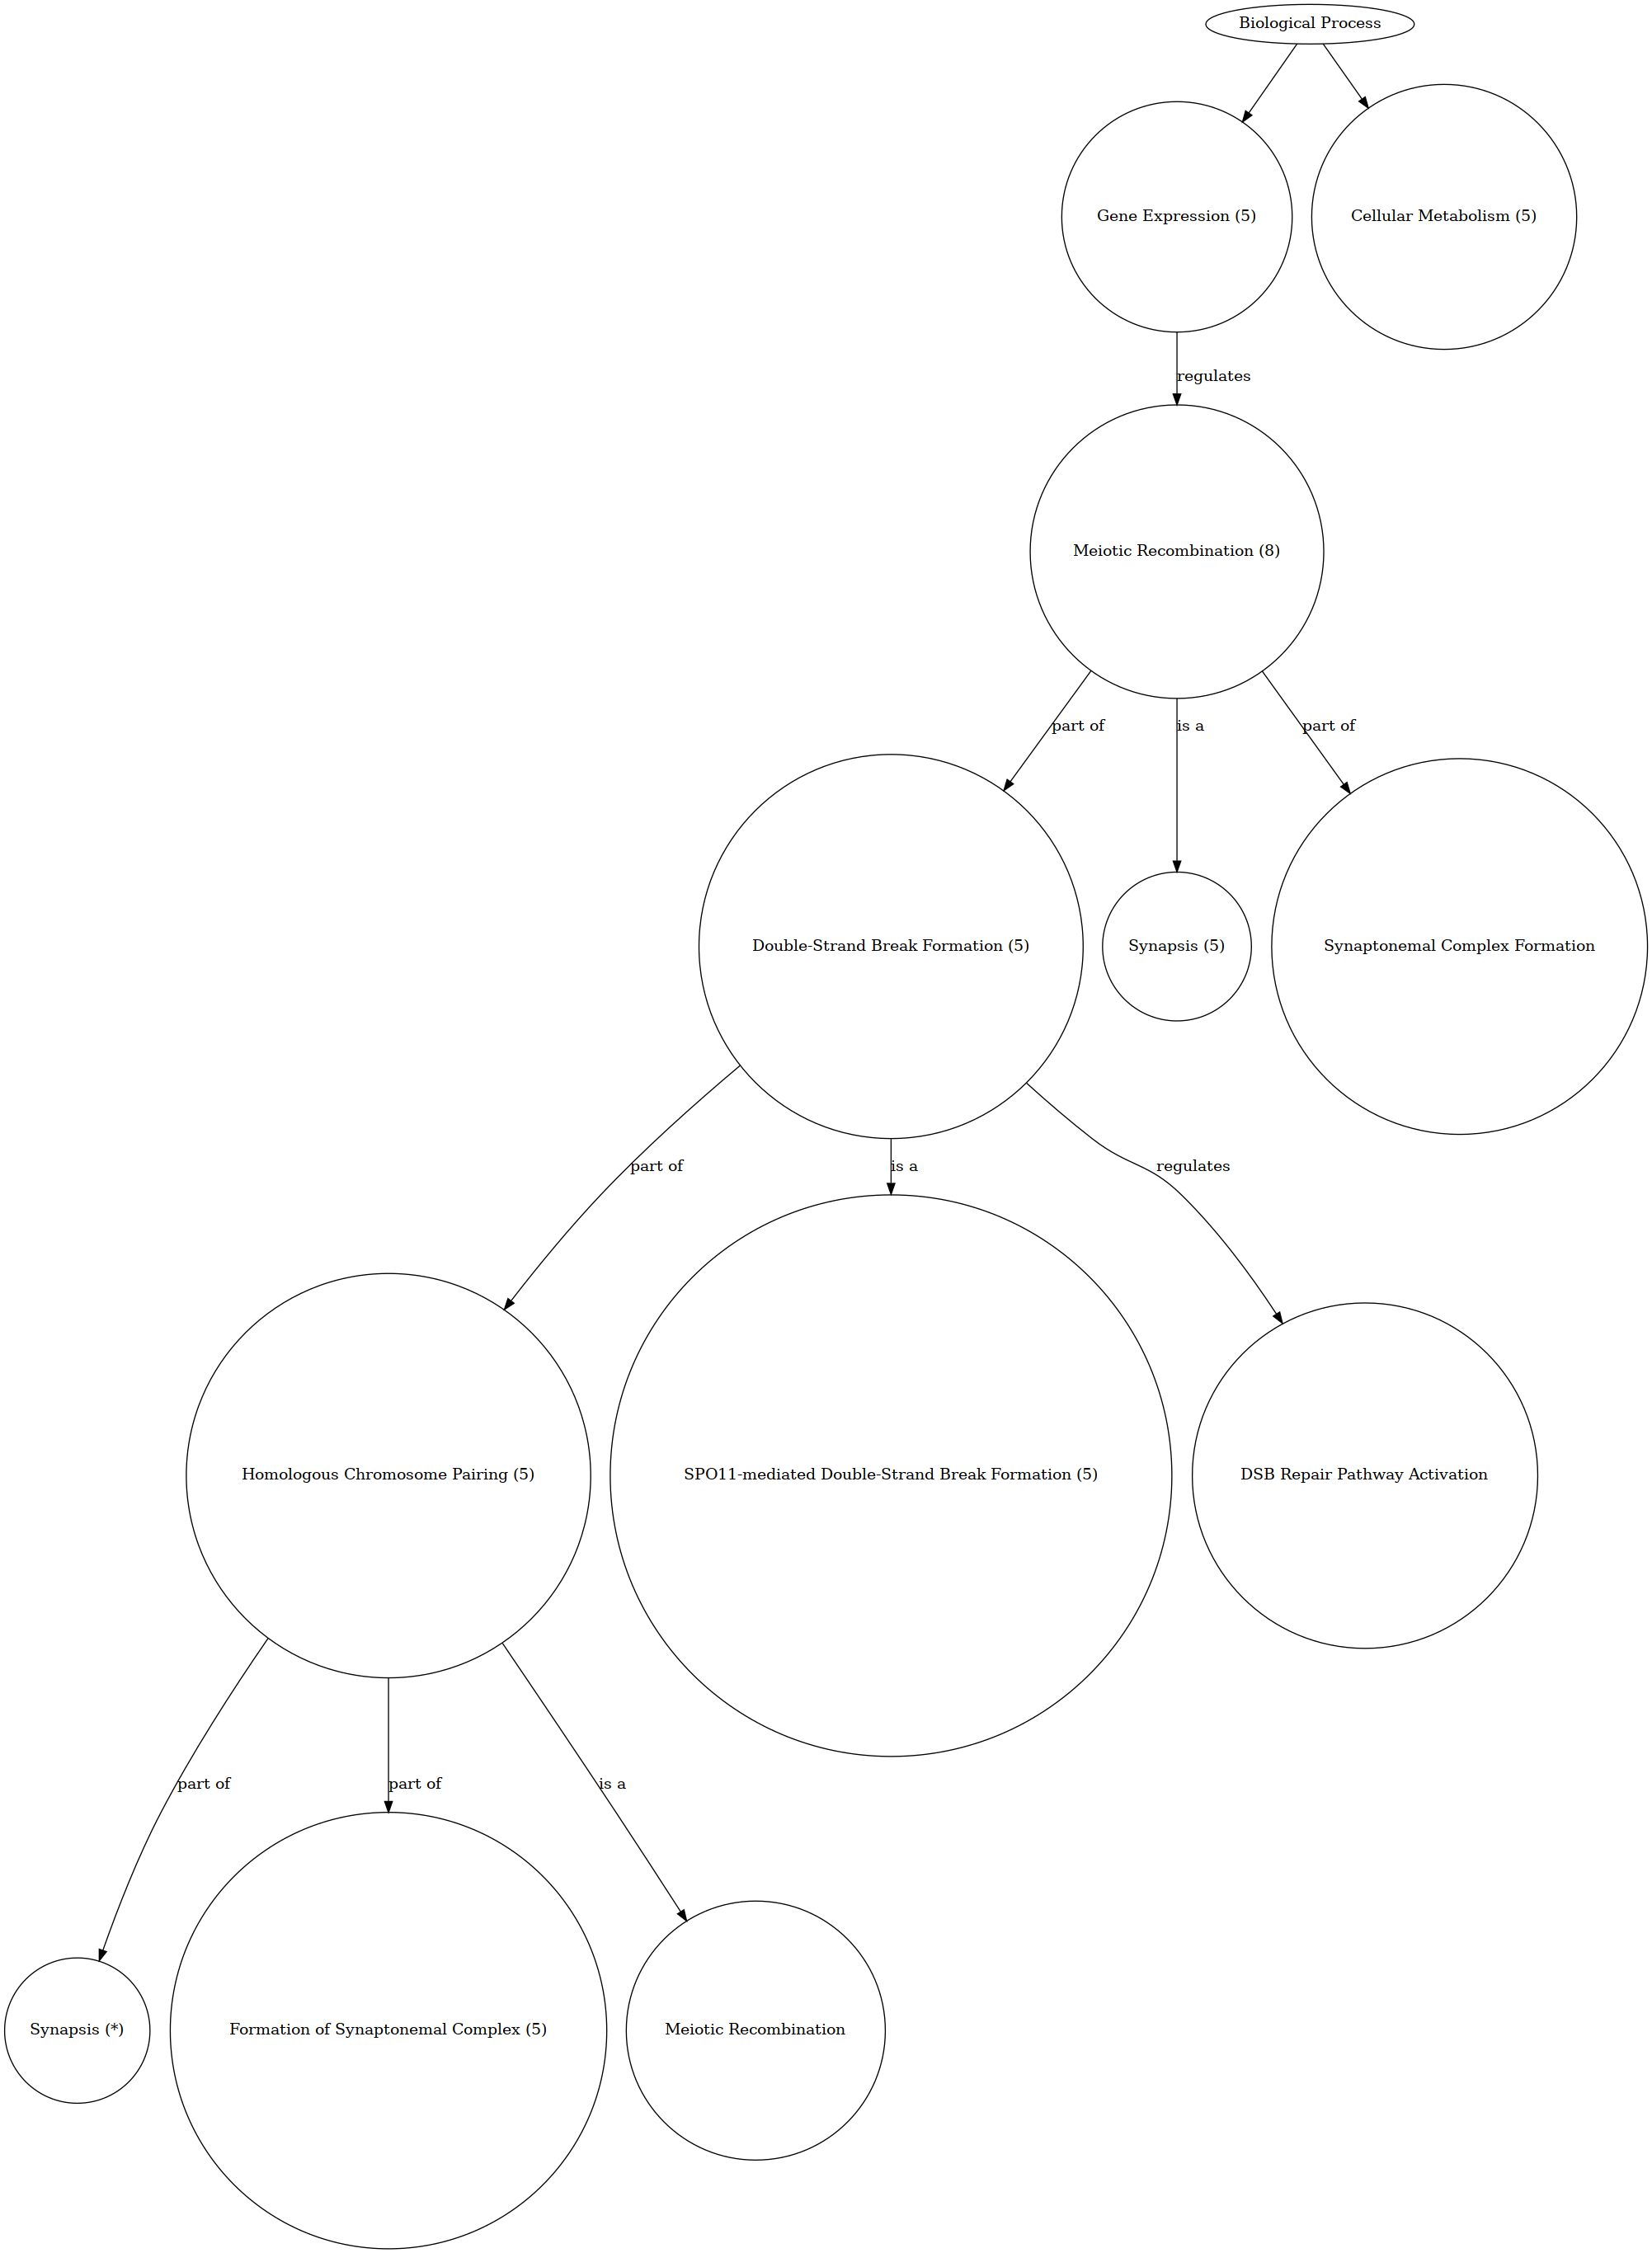 Biological Process
Gene Expression (5)
Cellular Metabolism (5)
regulates
Meiotic Recombination (8)
part of
is a
part of
Double-Strand Break Formation (5)
Synapsis (5)
Synaptonemal Complex Formation
part of
is a
regulates
Homologous Chromosome Pairing (5)
SPO11-mediated Double-Strand Break Formation (5)
DSB Repair Pathway Activation
part of
part of
is a
Synapsis (*)
Formation of Synaptonemal Complex (5)
Meiotic Recombination